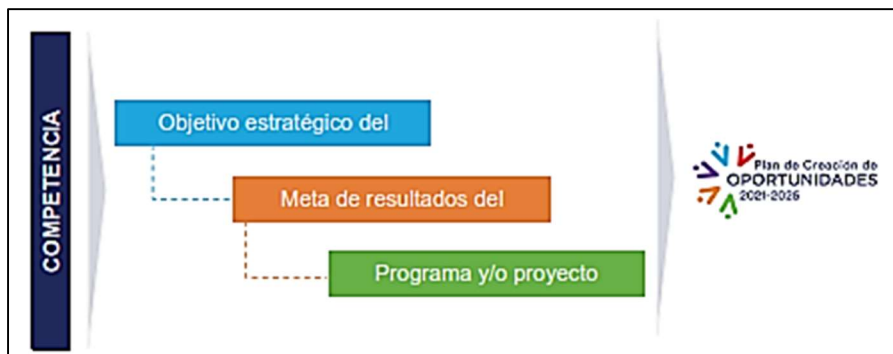 COMPETENCIA
Objetivo estratégico del
Meta de resultados del
Programa y/o proyecto
Plan de Creación de
OPORTUNIDADES
2021-2025